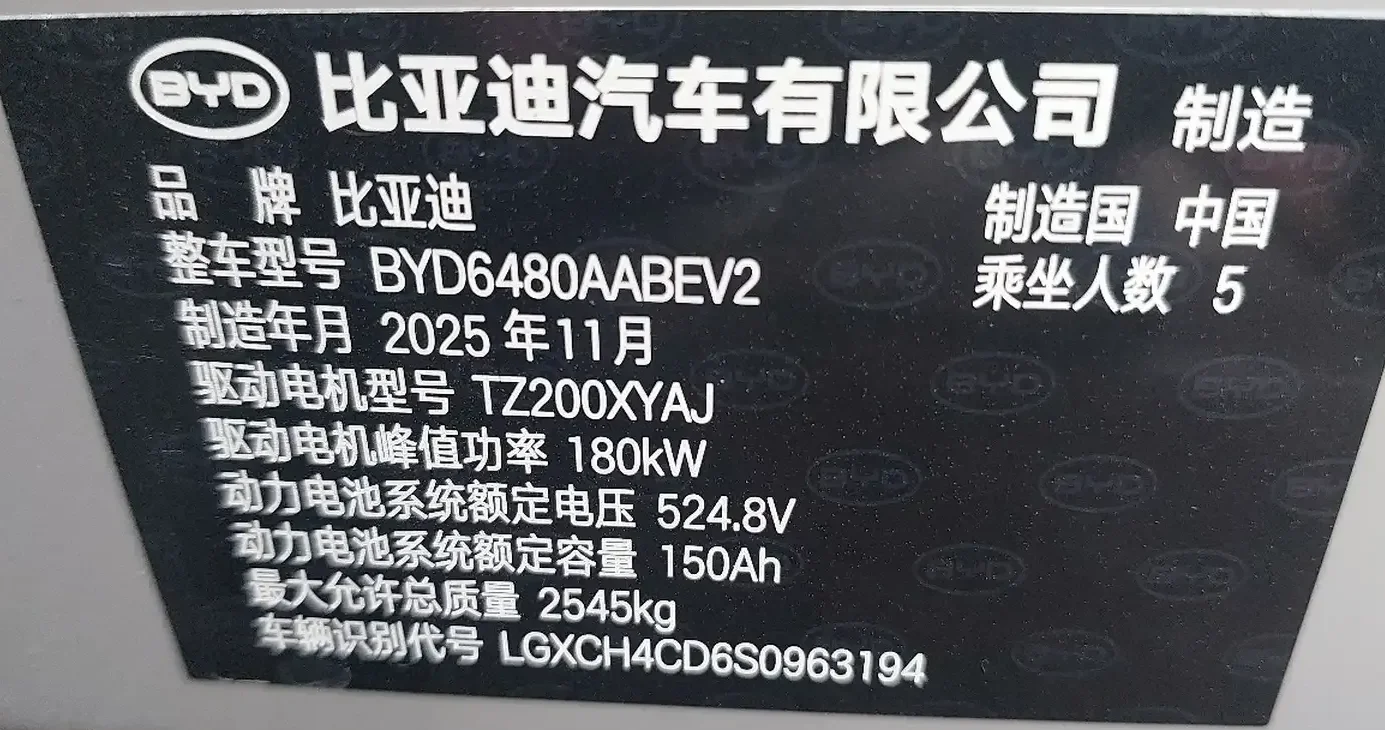 BYD 比亚迪汽车有限公司 制造
品 牌 比亚迪 制造国 中国
整车型号 BYD6480AABEV2 乘坐人数 5
制造年月 2025 年 11 月
驱动电机型号 TZ200XYAJ
驱动电机峰值功率 180kW
动力电池系统额定电压 524.8V
动力电池系统额定容量 150Ah
最大允许总质量 2545kg
车辆识别代号 LGXCH4CD6S0963194